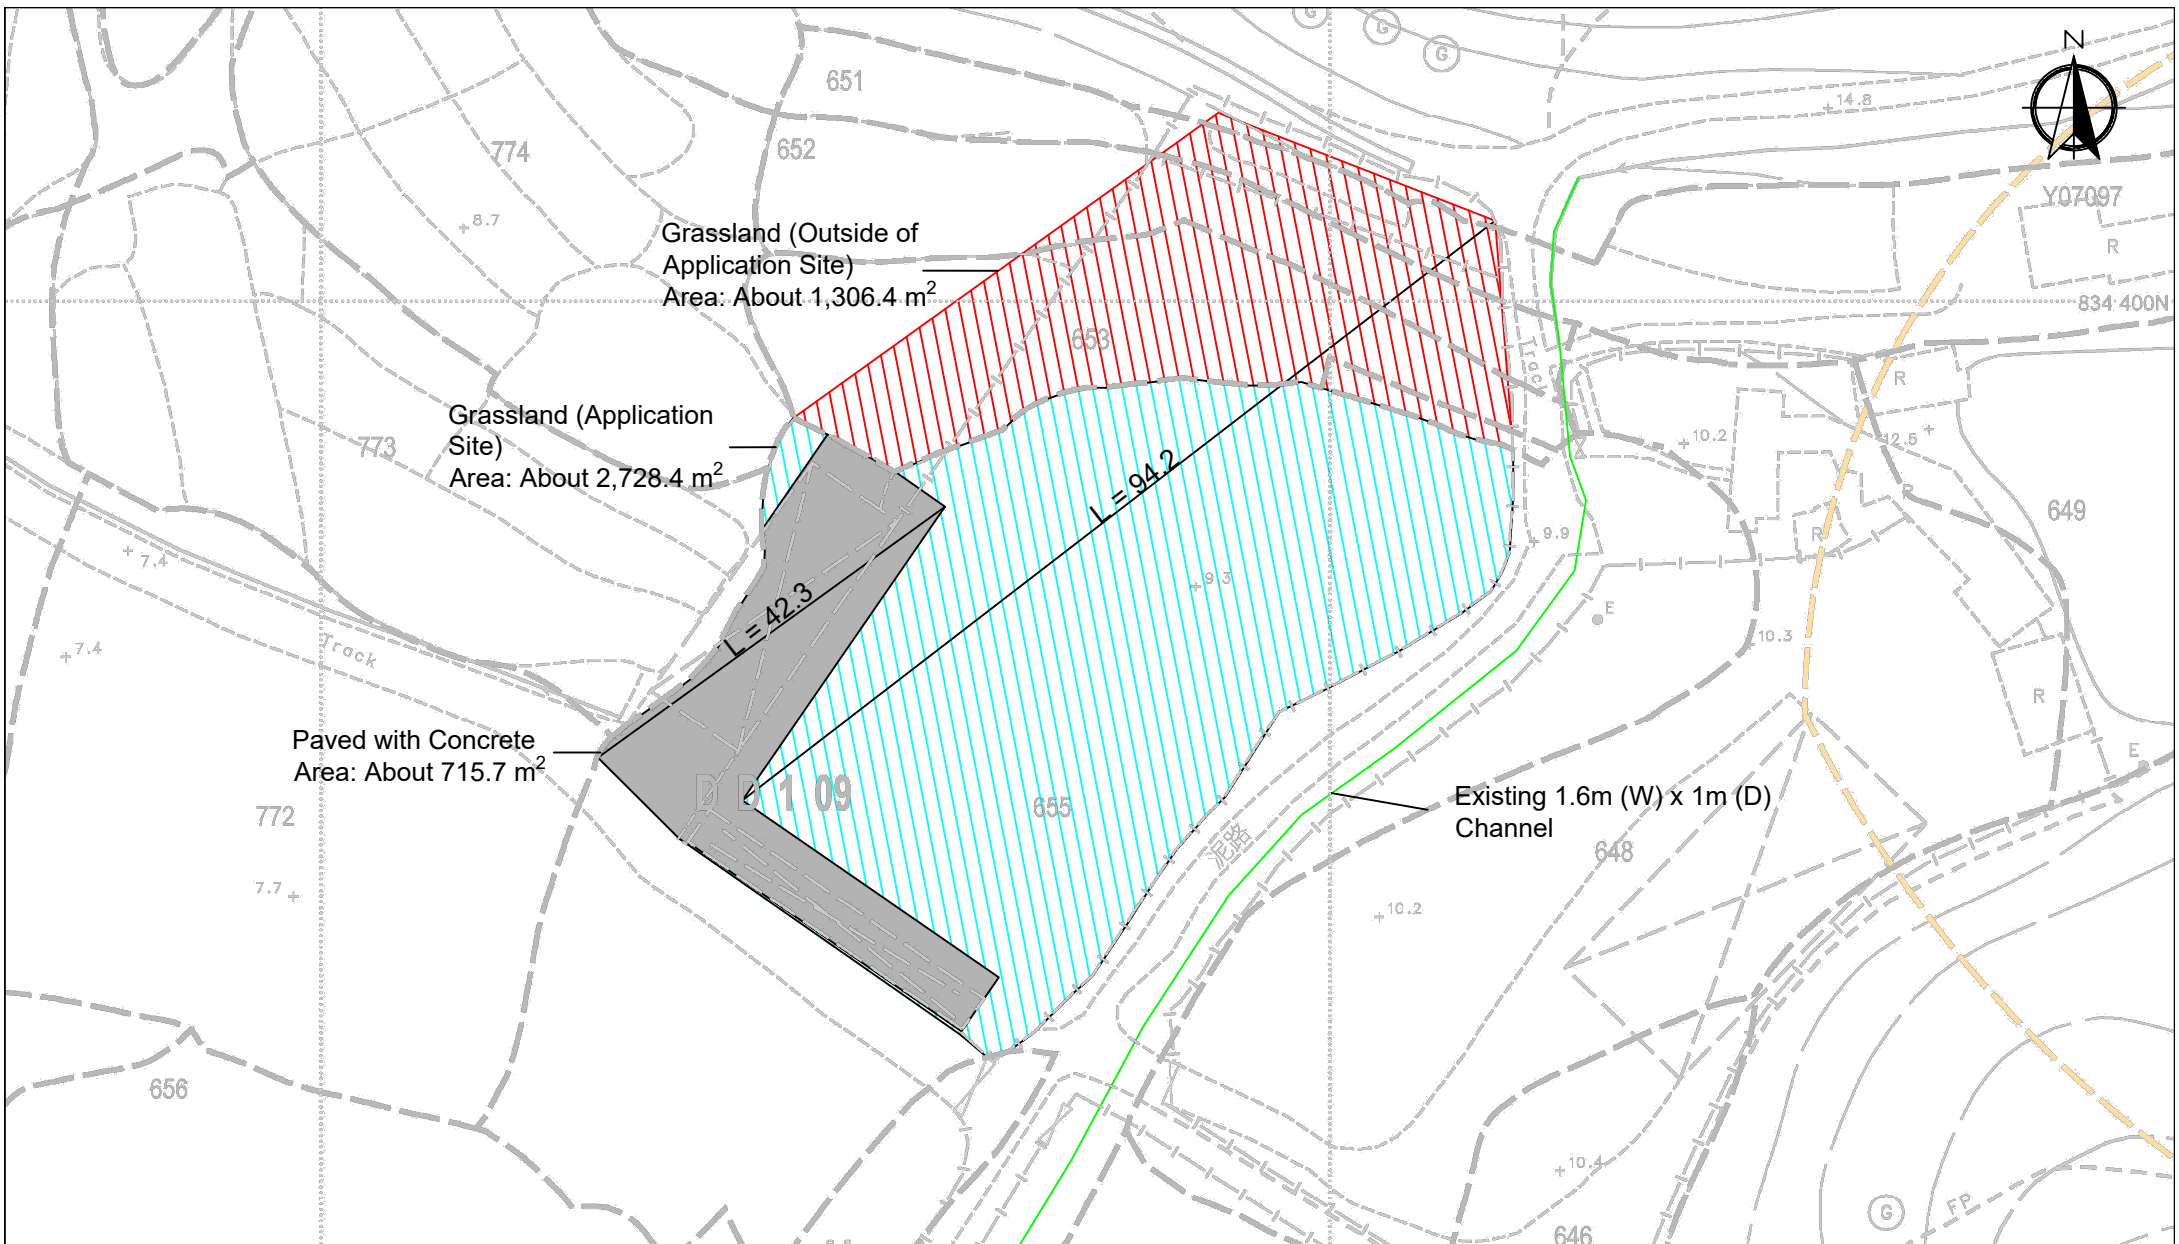 G
G
G
N
651
14.8
774
652
Y07097
8.7
R
Grassland (Outside of
Application Site)
Area: About 1,306.4 m²
834 400N
653
Track
R
Grassland (Application
Site)
Area: About 2,728.4 m²
773
10.2
12.5
L = 94.2
R
649
7.4
9.9
R
9.3
L = 42.3
E
7.4
Track
10.3
R
Paved with Concrete
Area: About 715.7 m²
E
D D 1 09
772
655
Existing 1.6m (W) x 1m (D)
Channel
泥路
648
7.7
10.2
656
10.4
G
FP
646